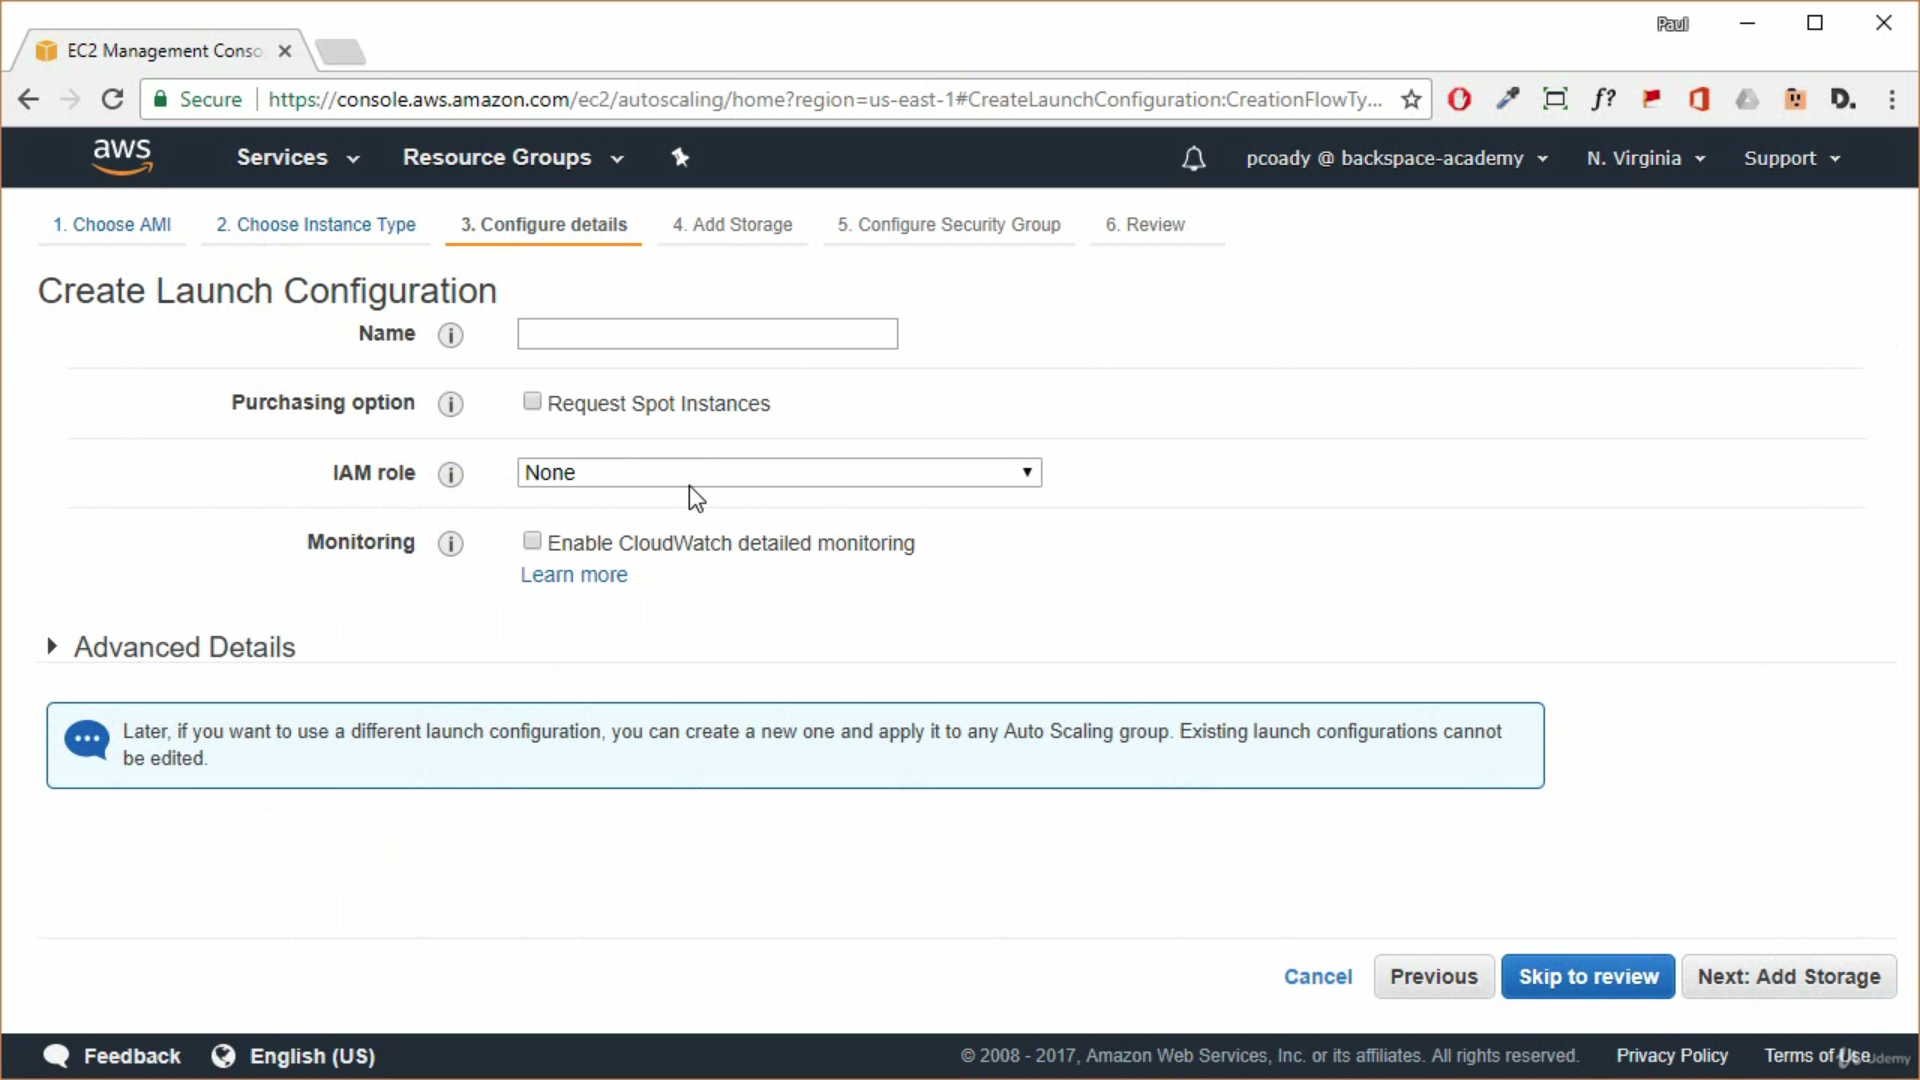 Paul
EC2 Management Conso
Secure https://console.aws.amazon.com/ec2/autoscaling/home?region=us-east-1#CreateLaunchConfiguration:CreationFlowTy...
f?
D.
aws Services Resource Groups pcoady @ backspace-academy N. Virginia Support
1. Choose AMI 2. Choose Instance Type 3. Configure details 4. Add Storage 5. Configure Security Group 6. Review
Create Launch Configuration
Name
Purchasing option Request Spot Instances
IAM role None
Monitoring Enable CloudWatch detailed monitoring
Learn more
Advanced Details
Later, if you want to use a different launch configuration, you can create a new one and apply it to any Auto Scaling group. Existing launch configurations cannot
be edited.
Cancel Previous Skip to review Next: Add Storage
Feedback English (US) © 2008 - 2017, Amazon Web Services, Inc. or its affiliates. All rights reserved. Privacy Policy Terms of Use
Udemy